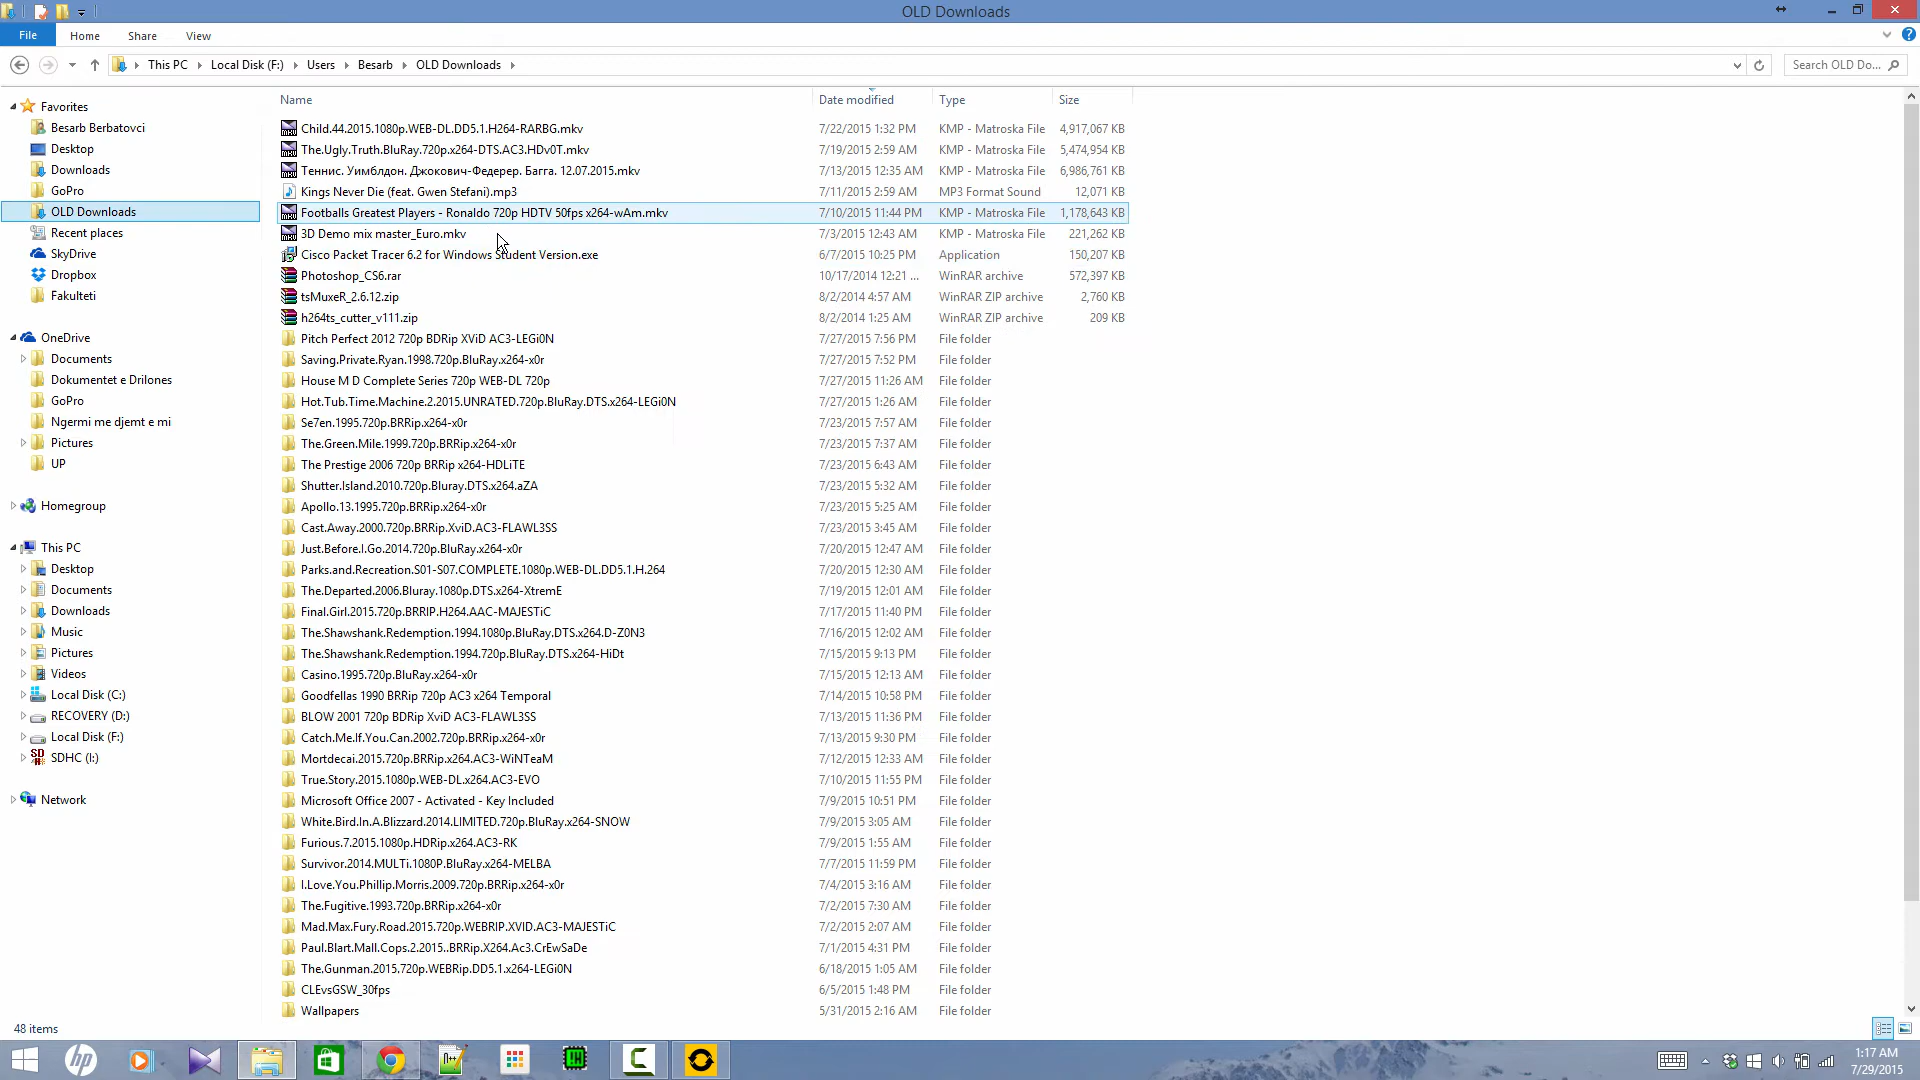 OLD Downloads
File Home Share View
This PC Local Disk (F:) Users Besarb OLD Downloads
Search OLD Do...
Favorites
Besarb Berbatovci
Desktop
Downloads
GoPro
OLD Downloads
Recent places
SkyDrive
Dropbox
Fakulteti
OneDrive
Documents
Dokumentet e Drilones
GoPro
Ngermi me djemt e mi
Pictures
UP
Homegroup
This PC
Desktop
Documents
Downloads
Music
Pictures
Videos
Local Disk (C:)
RECOVERY (D:)
Local Disk (F:)
SDHC (I:)
Network
Name Date modified Type Size
Child.44.2015.1080p.WEB-DL.DD5.1.H264-RARBG.mkv 7/22/2015 1:32 PM KMP - Matroska File 4,917,067 KB
The.Ugly.Truth.BluRay.720p.x264-DTS.AC3.HDv0T.mkv 7/19/2015 2:59 AM KMP - Matroska File 5,474,954 KB
Теннис. Уимблдон. Джокович-Федерер. Багга. 12.07.2015.mkv 7/13/2015 12:35 AM KMP - Matroska File 6,986,761 KB
Kings Never Die (feat. Gwen Stefani).mp3 7/11/2015 2:59 AM MP3 Format Sound 12,071 KB
Footballs Greatest Players - Ronaldo 720p HDTV 50fps x264-wAm.mkv 7/10/2015 11:44 PM KMP - Matroska File 1,178,643 KB
3D Demo mix master_Euro.mkv 7/3/2015 12:43 AM KMP - Matroska File 221,262 KB
Cisco Packet Tracer 6.2 for Windows Student Version.exe 6/7/2015 10:25 PM Application 150,207 KB
Photoshop_CS6.rar 10/17/2014 12:21 ... WinRAR archive 572,397 KB
tsMuxeR_2.6.12.zip 8/2/2014 4:57 AM WinRAR ZIP archive 2,760 KB
h264ts_cutter_v111.zip 8/2/2014 1:25 AM WinRAR ZIP archive 209 KB
Pitch Perfect 2012 720p BDRip XViD AC3-LEGi0N 7/27/2015 7:56 PM File folder
Saving.Private.Ryan.1998.720p.BluRay.x264-x0r 7/27/2015 7:52 PM File folder
House M D Complete Series 720p WEB-DL 720p 7/27/2015 11:26 AM File folder
Hot.Tub.Time.Machine.2.2015.UNRATED.720p.BluRay.DTS.x264-LEGi0N 7/27/2015 1:26 AM File folder
Se7en.1995.720p.BRRip.x264-x0r 7/23/2015 7:57 AM File folder
The.Green.Mile.1999.720p.BRRip.x264-x0r 7/23/2015 7:37 AM File folder
The Prestige 2006 720p BRRip x264-HDLiTE 7/23/2015 6:43 AM File folder
Shutter.Island.2010.720p.Bluray.DTS.x264.aZA 7/23/2015 5:32 AM File folder
Apollo.13.1995.720p.BRRip.x264-x0r 7/23/2015 5:25 AM File folder
Cast.Away.2000.720p.BRRip.XviD.AC3-FLAWL3SS 7/23/2015 3:45 AM File folder
Just.Before.I.Go.2014.720p.BluRay.x264-x0r 7/20/2015 12:47 AM File folder
Parks.and.Recreation.S01-S07.COMPLETE.1080p.WEB-DL.DD5.1.H.264 7/20/2015 12:30 AM File folder
The.Departed.2006.Bluray.1080p.DTS.x264-XtremE 7/19/2015 12:01 AM File folder
Final.Girl.2015.720p.BRRIP.H264.AAC-MAJESTiC 7/17/2015 11:40 PM File folder
The.Shawshank.Redemption.1994.1080p.BluRay.DTS.x264.D-Z0N3 7/16/2015 12:02 AM File folder
The.Shawshank.Redemption.1994.720p.BluRay.DTS.x264-HiDt 7/15/2015 9:13 PM File folder
Casino.1995.720p.BluRay.x264-x0r 7/15/2015 12:13 AM File folder
Goodfellas 1990 BRRip 720p AC3 x264 Temporal 7/14/2015 10:58 PM File folder
BLOW 2001 720p BDRip XviD AC3-FLAWL3SS 7/13/2015 11:36 PM File folder
Catch.Me.If.You.Can.2002.720p.BRRip.x264-x0r 7/13/2015 9:30 PM File folder
Mortdecai.2015.720p.BRRip.x264.AC3-WiNTeaM 7/12/2015 12:33 AM File folder
True.Story.2015.1080p.WEB-DL.x264.AC3-EVO 7/10/2015 11:55 PM File folder
Microsoft Office 2007 - Activated - Key Included 7/9/2015 10:51 PM File folder
White.Bird.In.A.Blizzard.2014.LIMITED.720p.BluRay.x264-SNOW 7/9/2015 3:05 AM File folder
Furious.7.2015.1080p.HDRip.x264.AC3-RK 7/9/2015 1:55 AM File folder
Survivor.2014.MULTi.1080P.BluRay.x264-MELBA 7/7/2015 11:59 PM File folder
I.Love.You.Phillip.Morris.2009.720p.BRRip.x264-x0r 7/4/2015 3:16 AM File folder
The.Fugitive.1993.720p.BRRip.x264-x0r 7/2/2015 7:30 AM File folder
Mad.Max.Fury.Road.2015.720p.WEBRIP.XVID.AC3-MAJESTiC 7/2/2015 2:07 AM File folder
Paul.Blart.Mall.Cops.2.2015..BRRip.X264.Ac3.CrEwSaDe 7/1/2015 4:31 PM File folder
The.Gunman.2015.720p.WEBRip.DD5.1.x264-LEGi0N 6/18/2015 1:05 AM File folder
CLEvsGSW_30fps 6/5/2015 1:48 PM File folder
Wallpapers 5/31/2015 2:16 AM File folder
48 items
1:17 AM
7/29/2015